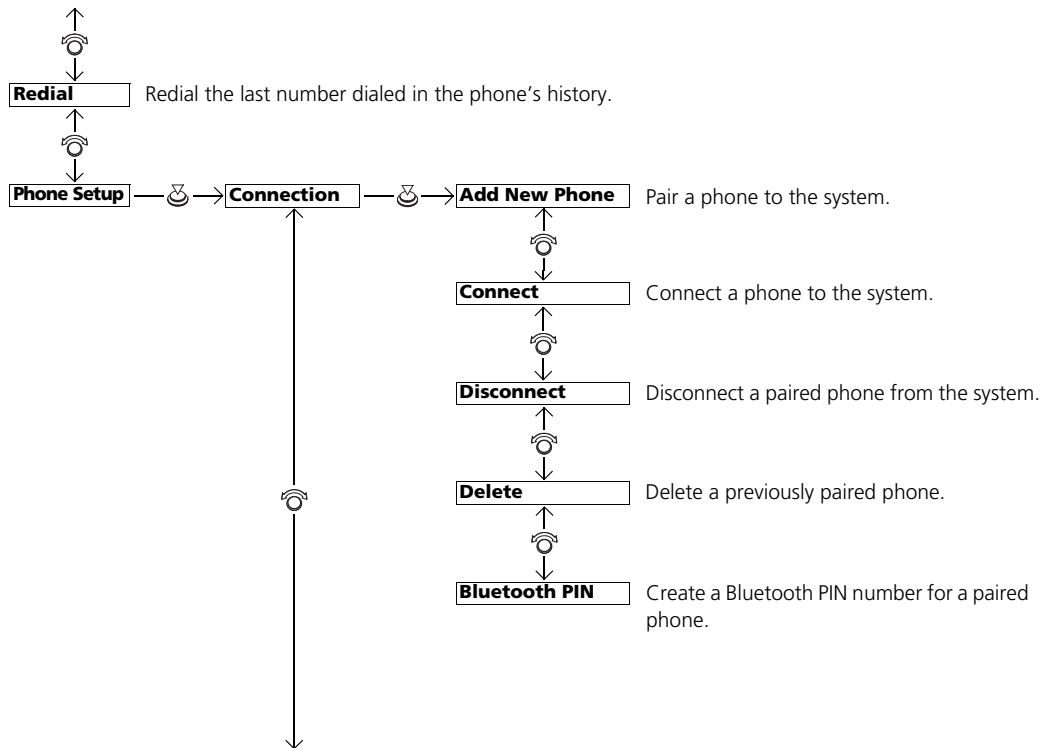 Redial
Redial the last number dialed in the phone's history.
Phone Setup
Connection
Add New Phone
Pair a phone to the system.
Connect
Connect a phone to the system.
Disconnect
Disconnect a paired phone from the system.
Delete
Delete a previously paired phone.
Bluetooth PIN
Create a Bluetooth PIN number for a paired
phone.